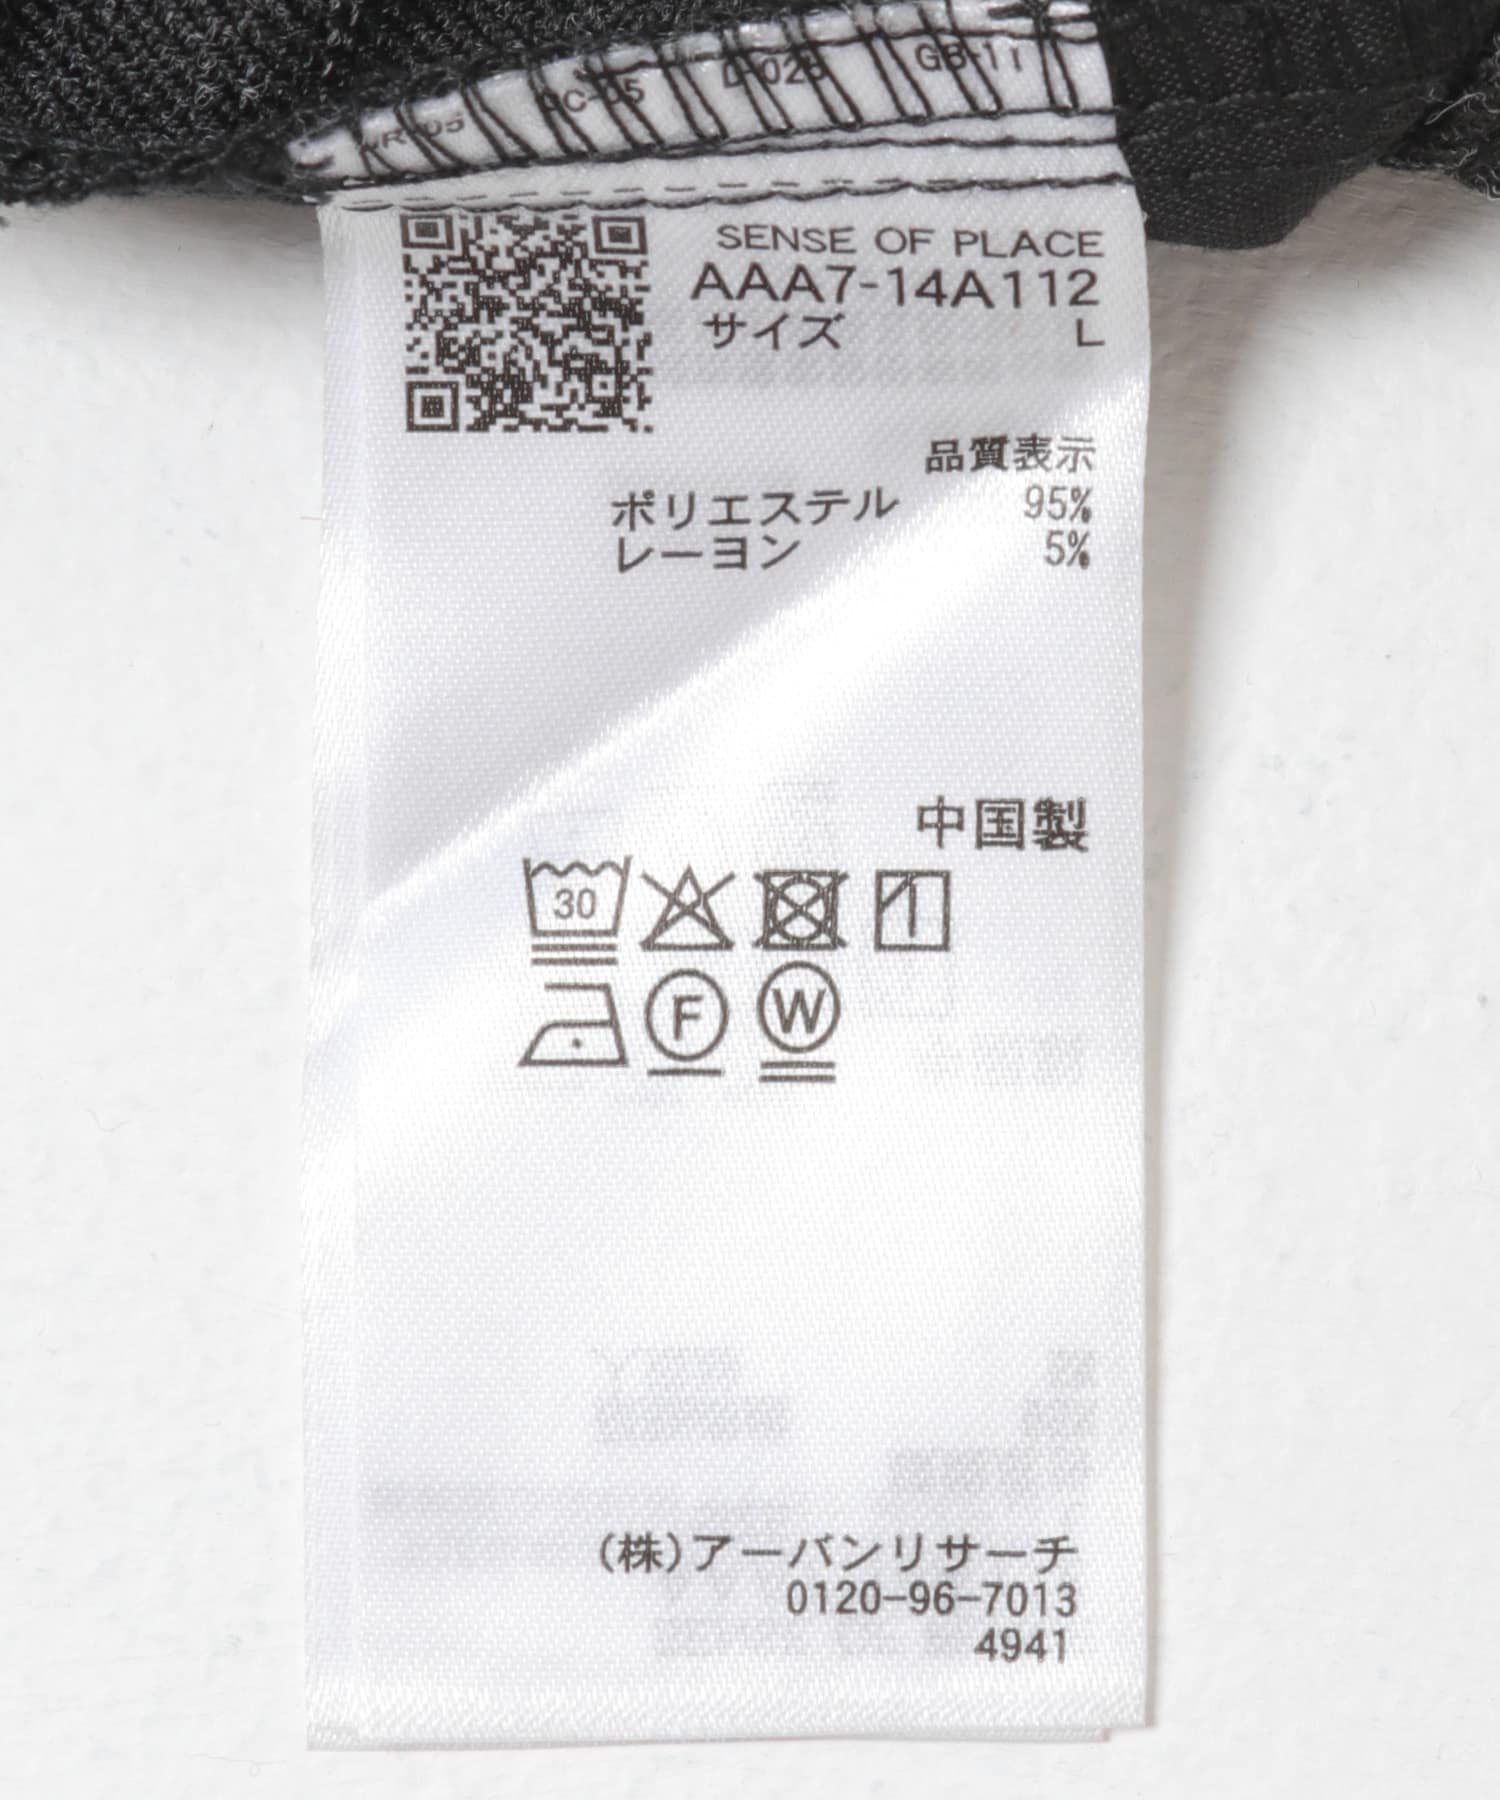 GB-11
SENSE OF PLACE
AAA7-14A112
サイズ L
品質表示
ポリエステル 95%
レーヨン 5%
中国製
30
F W
(株)アーバンリサーチ
0120-96-7013
4941